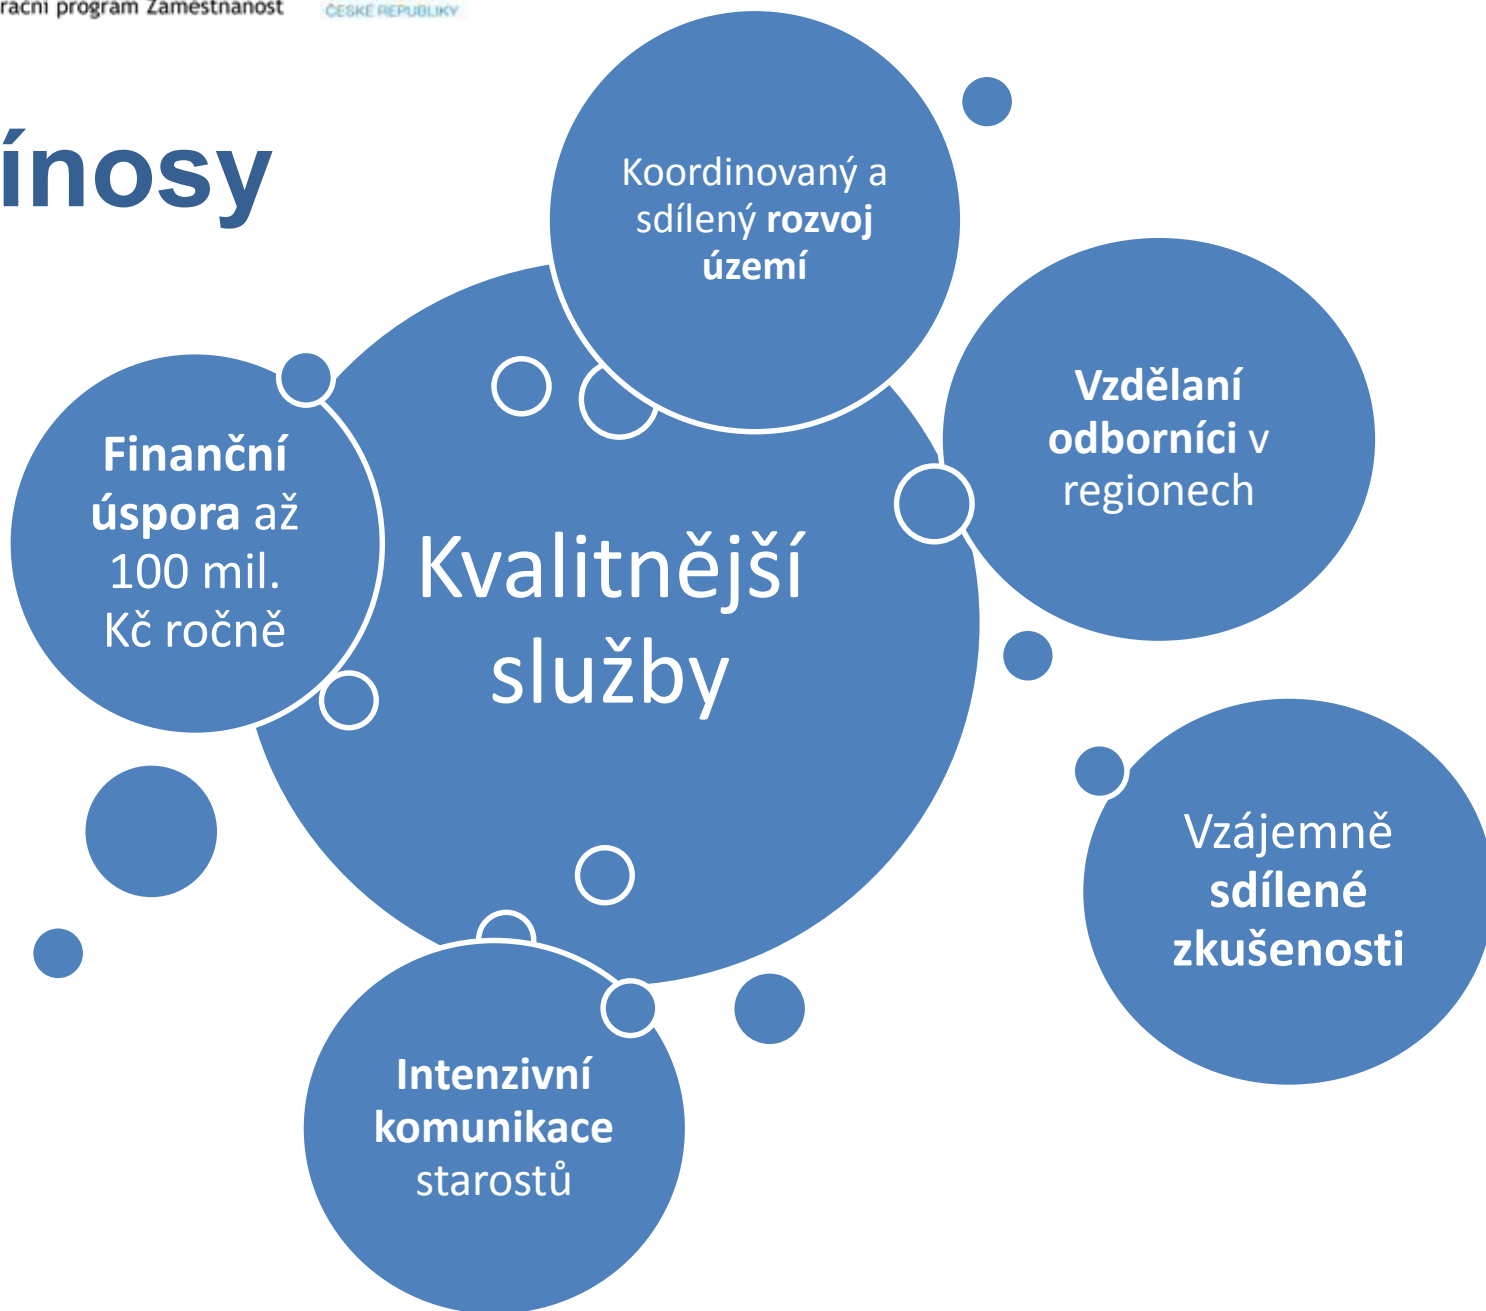 rační program Zaměstnanost
ČESKÉ REPUBLIKY
ínosy
Koordinovaný a
sdílený rozvoj
území
Vzdělaní
odborníci v
regionech
Finanční
úspora až
100 mil.
Kč ročně
Kvalitnější
služby
Vzájemně
sdílené
zkušenosti
Intenzivní
komunikace
starostů